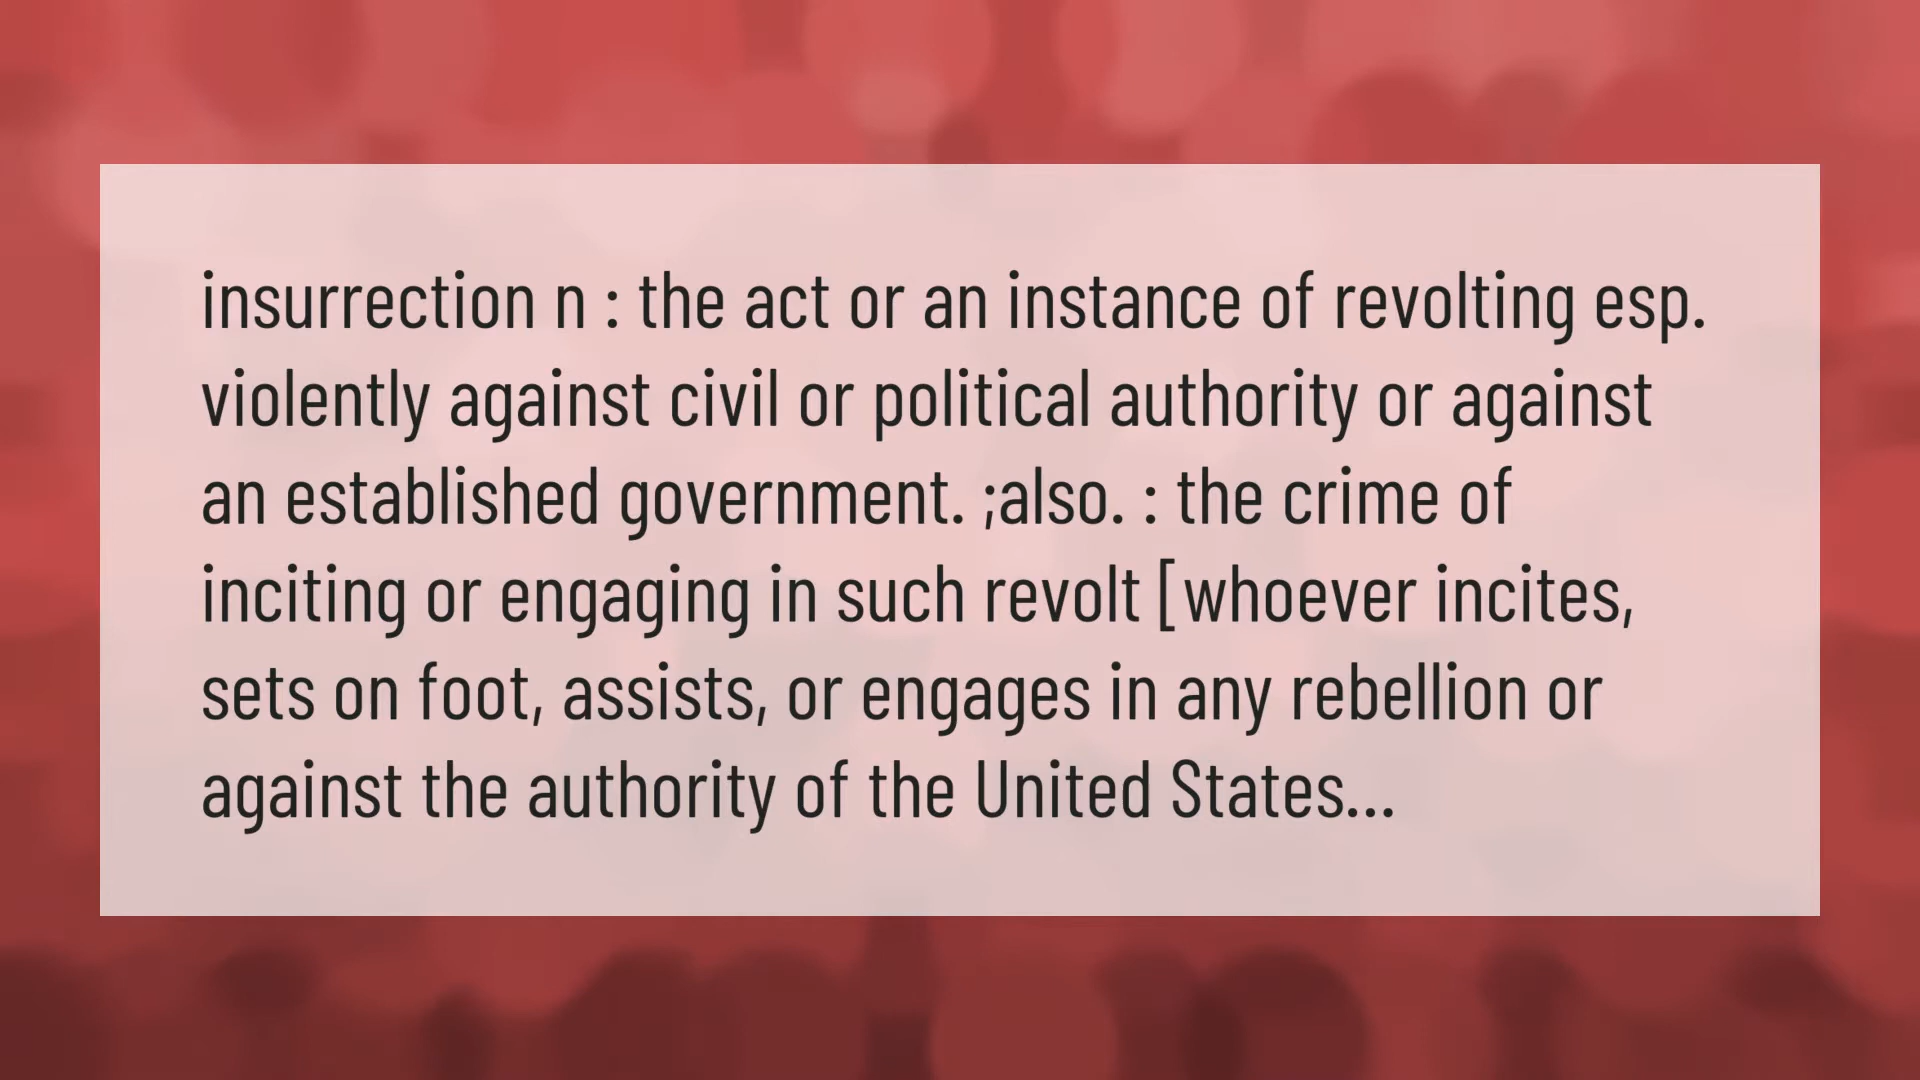 insurrection n : the act or an instance of revolting esp.
violently against civil or political authority or against
an established government. ;also. : the crime of
inciting or engaging in such revolt [whoever incites,
sets on foot, assists, or engages in any rebellion or
against the authority of the United States...